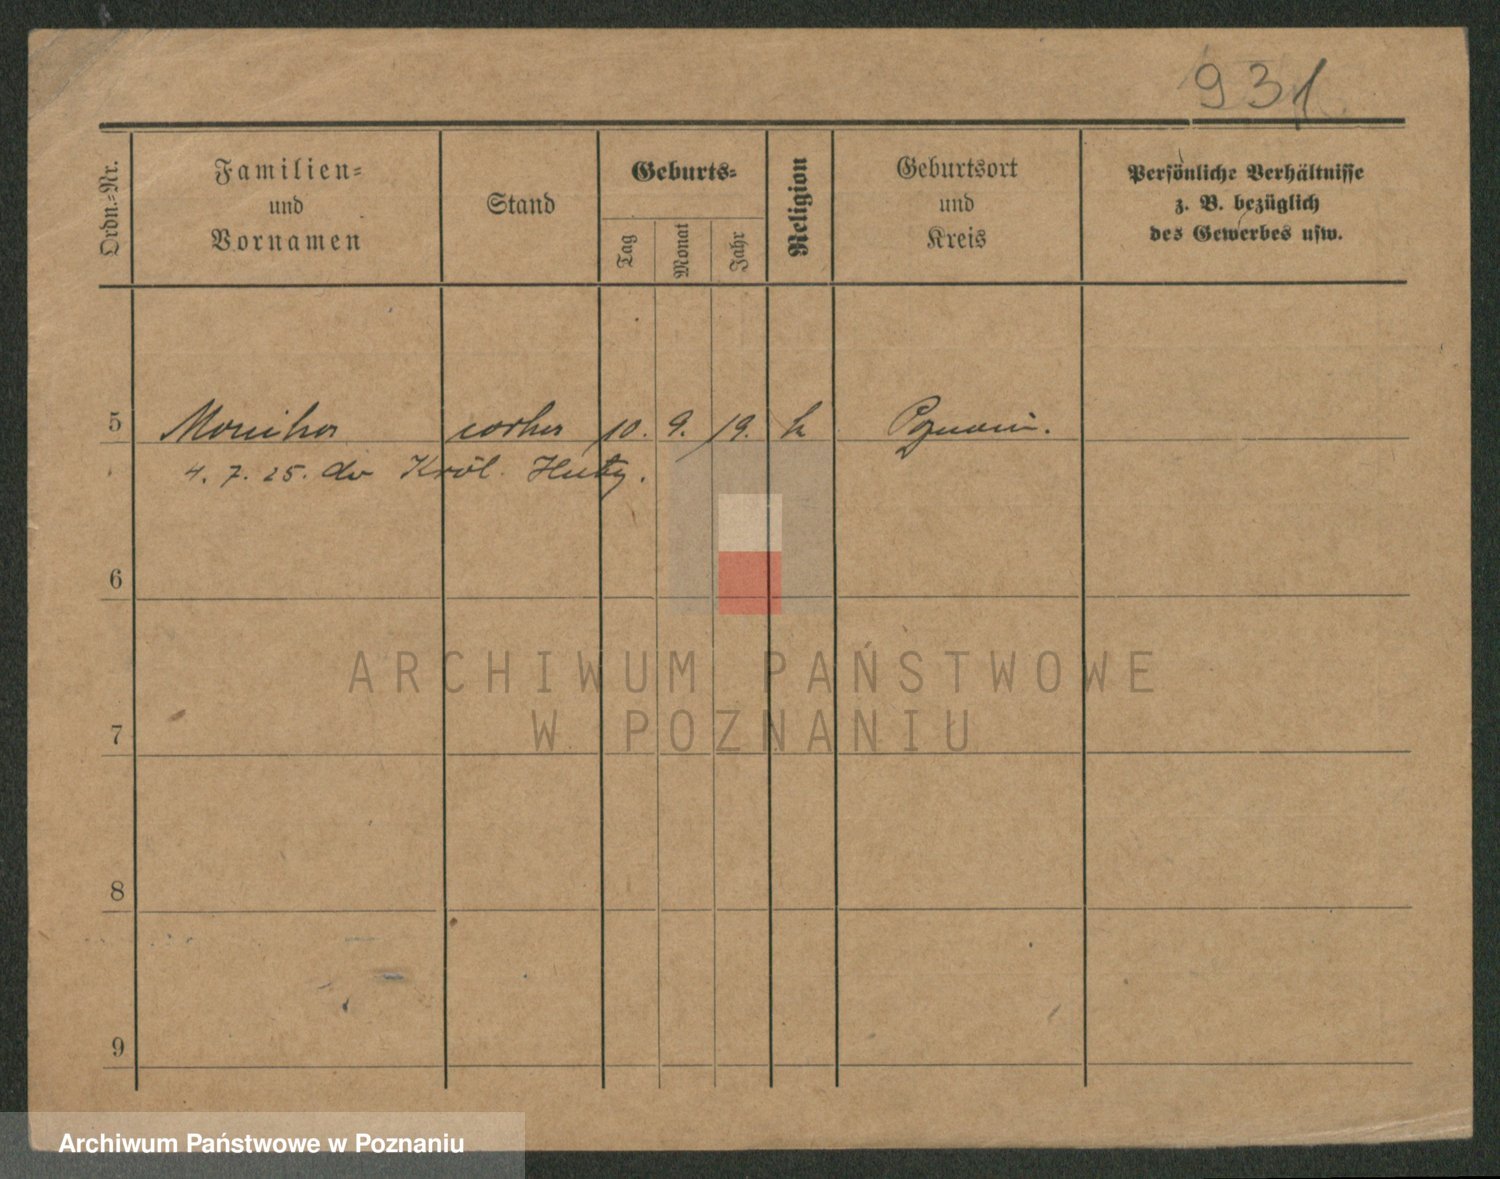 931
Ordn.-Nr.
Familien-
und
Vornamen
Stand
Geburts-
Tag
Monat
Jahr
Religion
Geburtsort
und
Kreis
Persönliche Verhältnisse
z. B. bezüglich
des Gewerbes usw.
5 Monika córka 10. 9. 19. k Poznań.
4. 7. 25. do Król. Huty.
6
ARCHIWUM PAŃSTWOWE
W POZNANIU
7
8
9
Archiwum Państwowe w Poznaniu